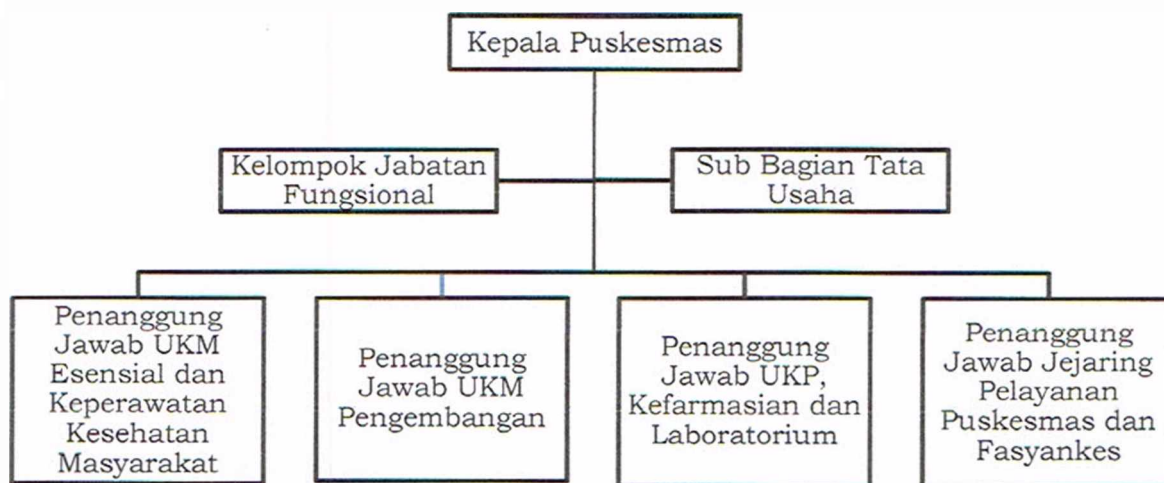 Kepala Puskesmas
Kelompok Jabatan
Fungsional
Sub Bagian Tata
Usaha
Penanggung
Jawab UKM
Esensial dan
Keperawatan
Kesehatan
Masyarakat
Penanggung
Jawab UKM
Pengembangan
Penanggung
Jawab UKP,
Kefarmasian dan
Laboratorium
Penanggung
Jawab Jejaring
Pelayanan
Puskesmas dan
Fasyankes